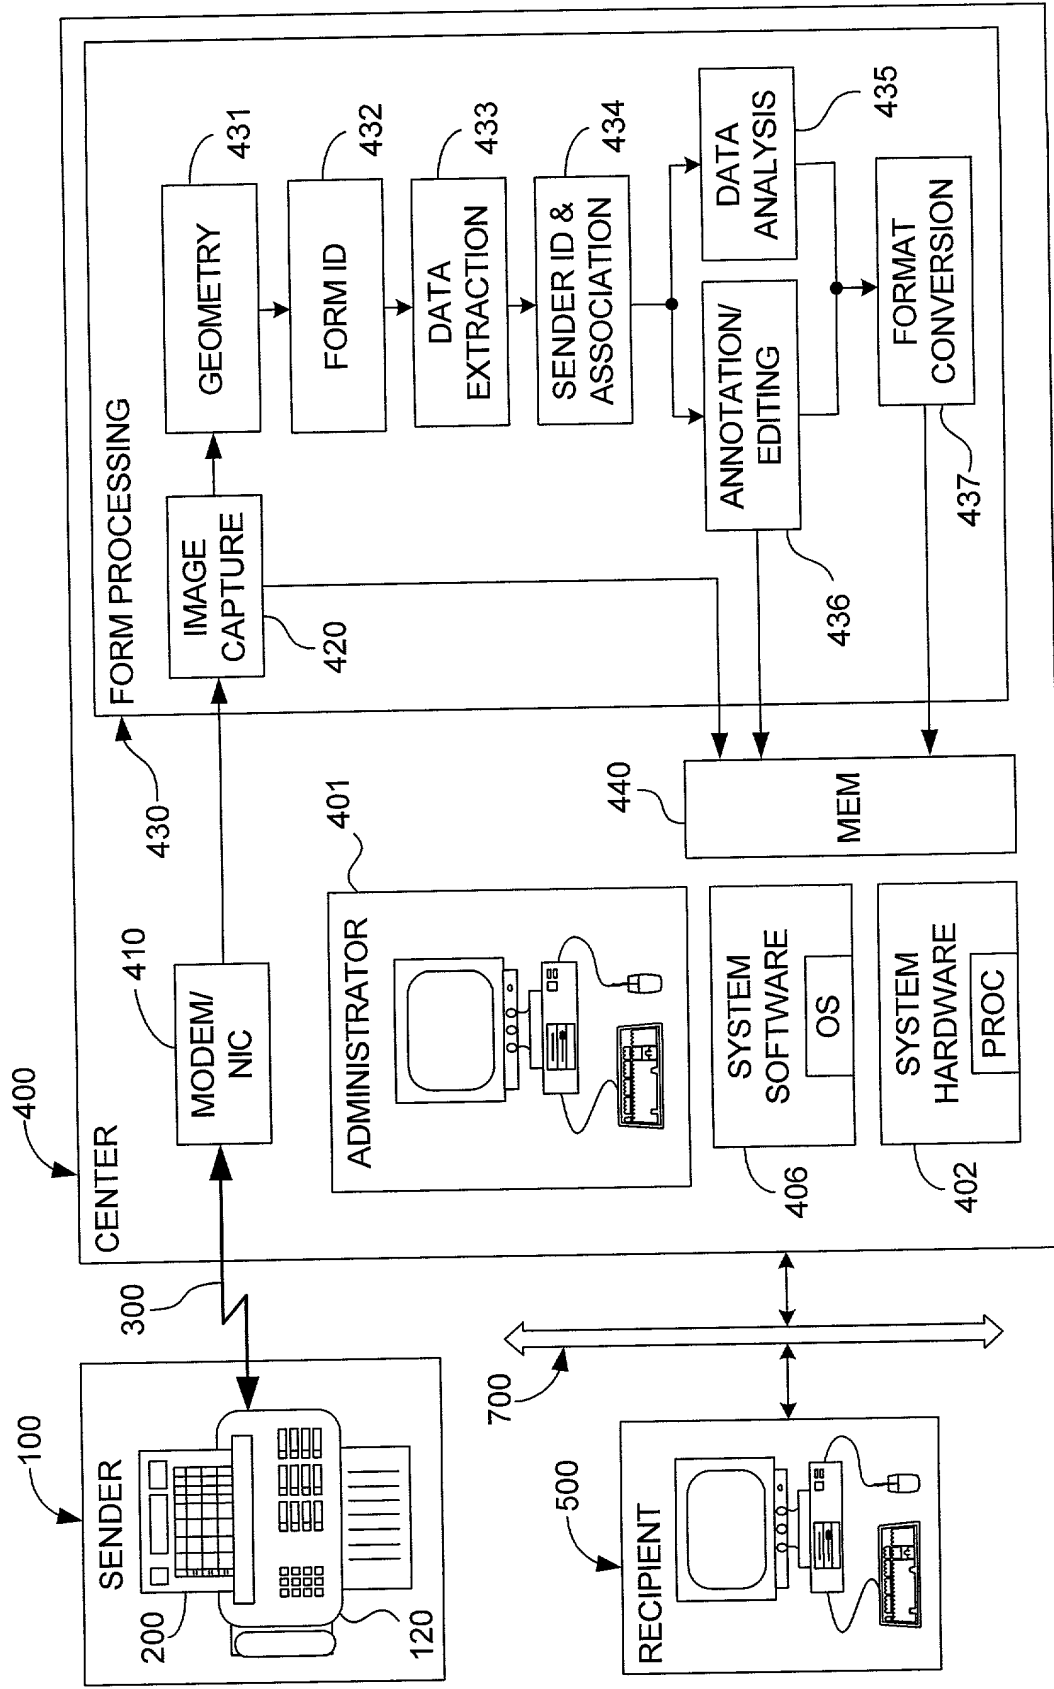 100
SENDER
200
120
300
400
CENTER
410
MODEM/
NIC
430
FORM PROCESSING
IMAGE
CAPTURE
420
GEOMETRY
431
FORM ID
432
DATA
EXTRACTION
433
SENDER ID &
ASSOCIATION
434
DATA
ANALYSIS
435
ANNOTATION/
EDITING
436
FORMAT
CONVERSION
437
401
ADMINISTRATOR
440
MEM
SYSTEM
SOFTWARE
OS
406
SYSTEM
HARDWARE
PROC
402
700
500
RECIPIENT